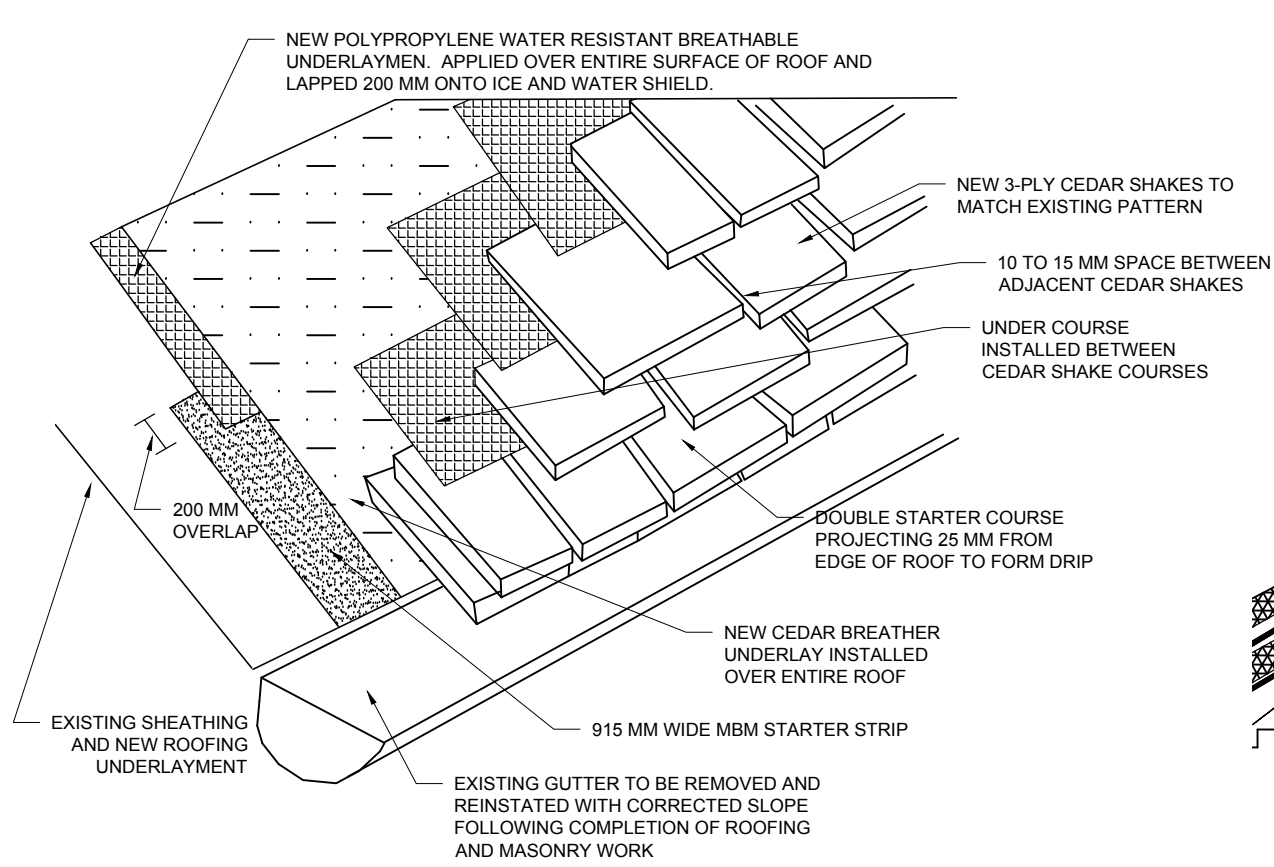 NEW POLYPROPYLENE WATER RESISTANT BREATHABLE
UNDERLAYMEN. APPLIED OVER ENTIRE SURFACE OF ROOF AND
LAPPED 200 MM ONTO ICE AND WATER SHIELD.
NEW 3-PLY CEDAR SHAKES TO
MATCH EXISTING PATTERN
10 TO 15 MM SPACE BETWEEN
ADJACENT CEDAR SHAKES
UNDER COURSE
INSTALLED BETWEEN
CEDAR SHAKE COURSES
200 MM
OVERLAP
DOUBLE STARTER COURSE
PROJECTING 25 MM FROM
EDGE OF ROOF TO FORM DRIP
NEW CEDAR BREATHER
UNDERLAY INSTALLED
OVER ENTIRE ROOF
EXISTING SHEATHING
AND NEW ROOFING
UNDERLAYMENT
915 MM WIDE MBM STARTER STRIP
EXISTING GUTTER TO BE REMOVED AND
REINSTATED WITH CORRECTED SLOPE
FOLLOWING COMPLETION OF ROOFING
AND MASONRY WORK